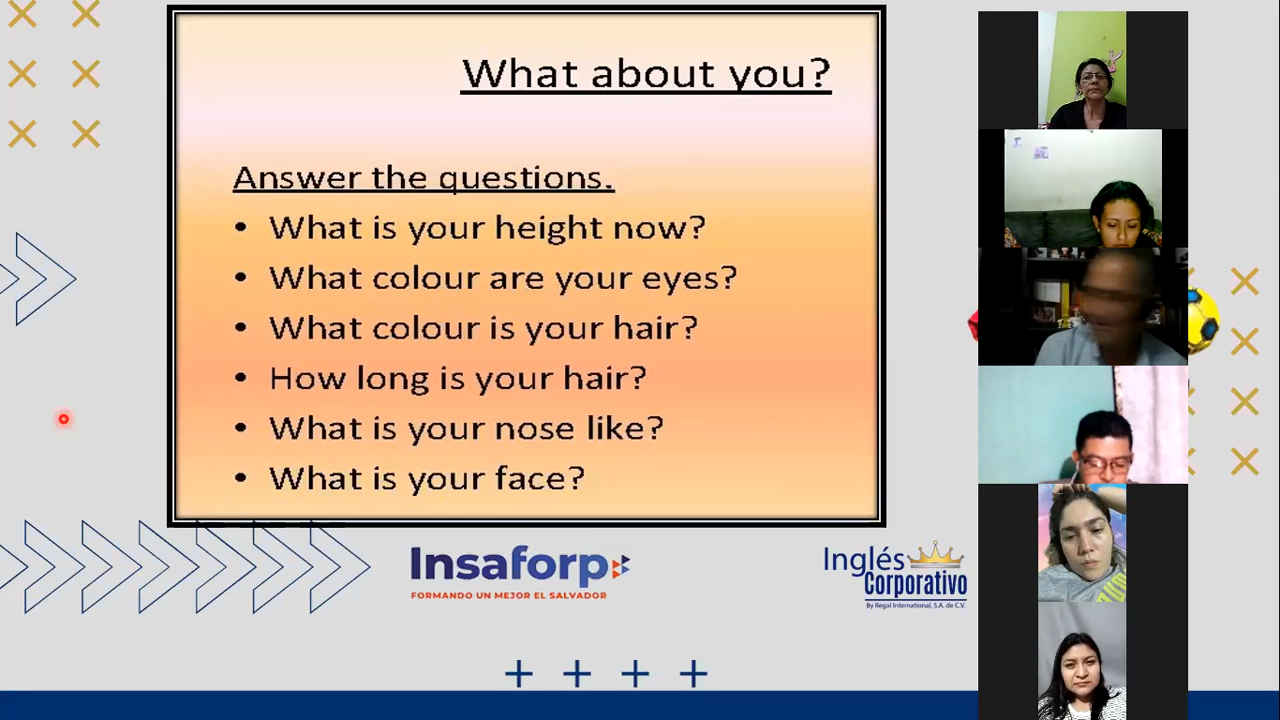 What about you?
Answer the questions.
• What is your height now?
• What colour are your eyes?
• What colour is your hair?
• How long is your hair?
• What is your nose like?
• What is your face?
Insaforp
FORMANDO UN MEJOR EL SALVADOR
Inglés
Corporativo
By Regal International, S.A. de C.V.